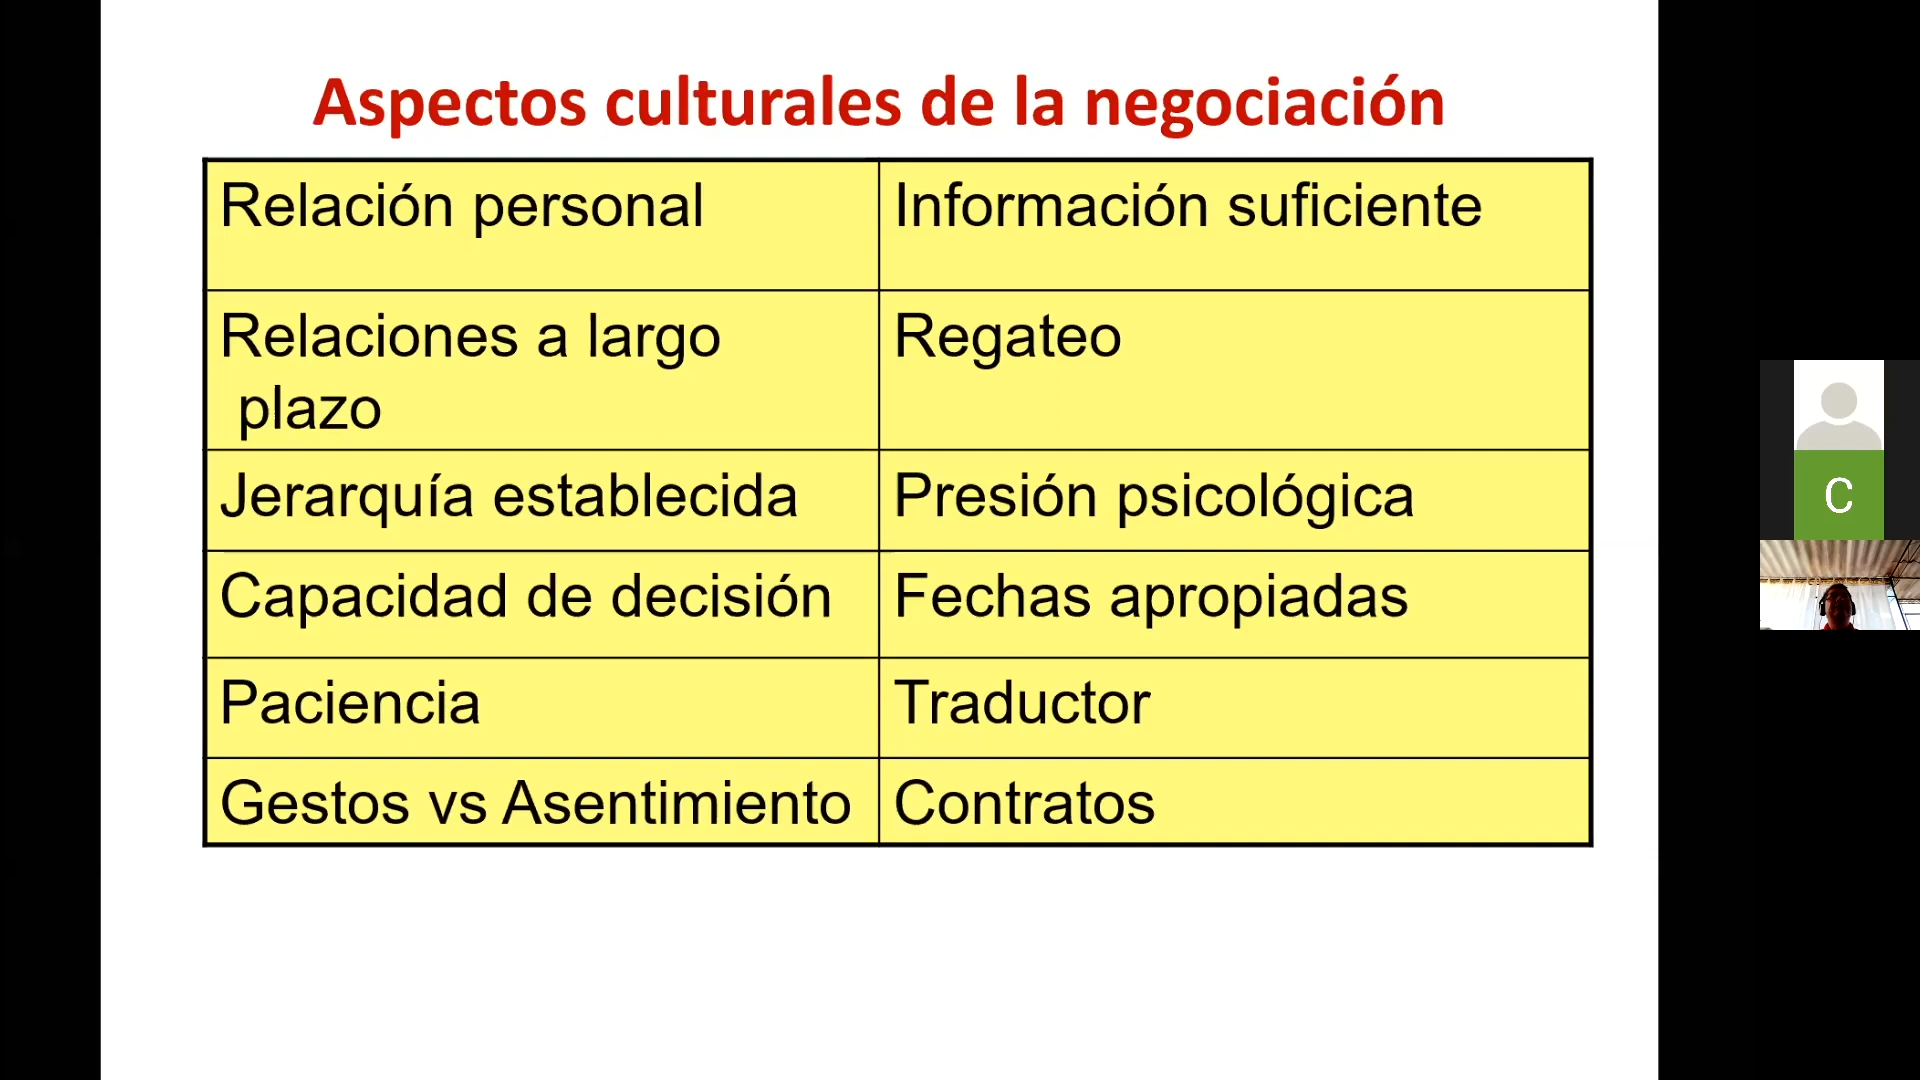 Aspectos culturales de la negociación
Relación personal
Información suficiente
Relaciones a largo
plazo
Regateo
Jerarquía establecida
Presión psicológica
Capacidad de decisión
Fechas apropiadas
Paciencia
Traductor
Gestos vs Asentimiento
Contratos
C